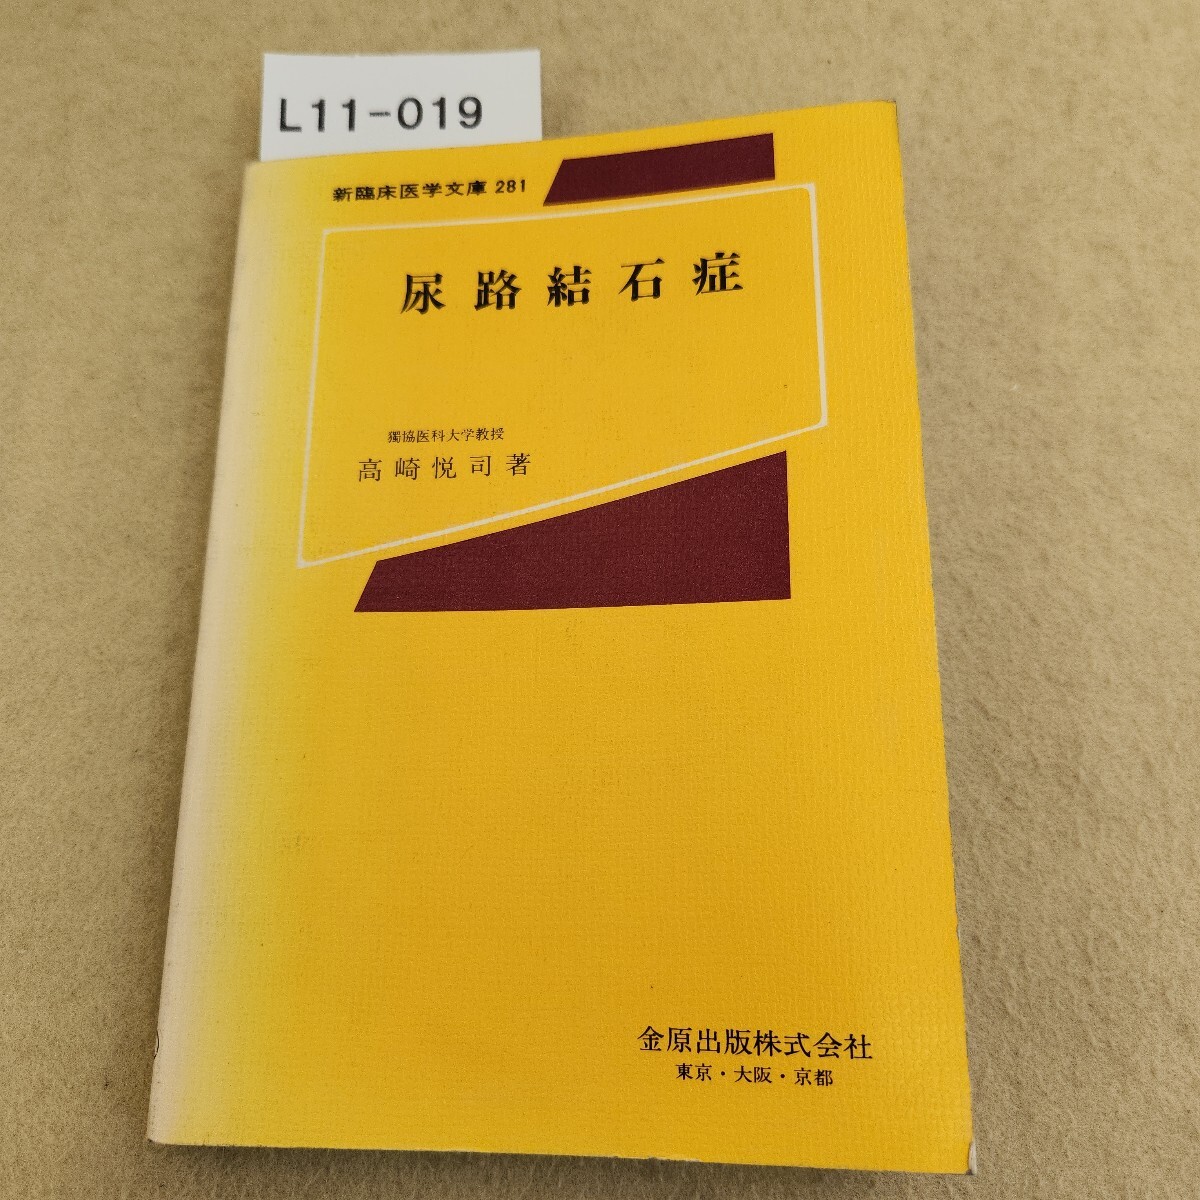 L11-019
新臨床医学文庫 281
尿路結石症
獨協医科大学教授
高崎悦司著
金原出版株式会社
東京・大阪・京都